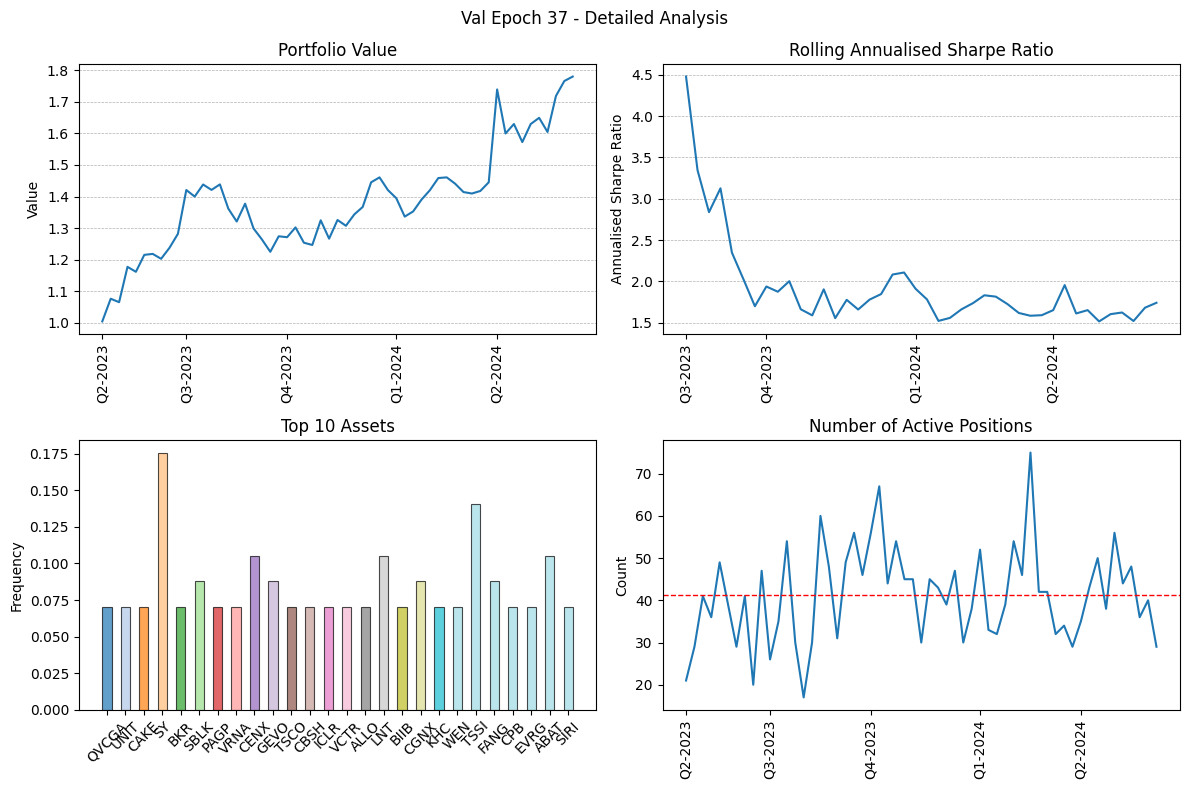 Val Epoch 37 - Detailed Analysis
Portfolio Value
Value
1.8
1.7
1.6
1.5
1.4
1.3
1.2
1.1
1.0
Q2-2023
Q3-2023
Q4-2023
Q1-2024
Q2-2024
Rolling Annualised Sharpe Ratio
Annualised Sharpe Ratio
4.5
4.0
3.5
3.0
2.5
2.0
1.5
Q3-2023
Q4-2023
Q1-2024
Q2-2024
Top 10 Assets
Frequency
0.175
0.150
0.125
0.100
0.075
0.050
0.025
0.000
QVCGA
UNIT
CAKE
SY
BKR
SBLK
PAGP
VRNA
CENX
GEVO
TSCO
CBSH
ICLR
VCTR
ALLO
LNT
BIIB
CGNX
KHC
WEN
TSSI
FANG
CPB
EVRG
ABAT
SIRI
Number of Active Positions
Count
70
60
50
40
30
20
Q2-2023
Q3-2023
Q4-2023
Q1-2024
Q2-2024